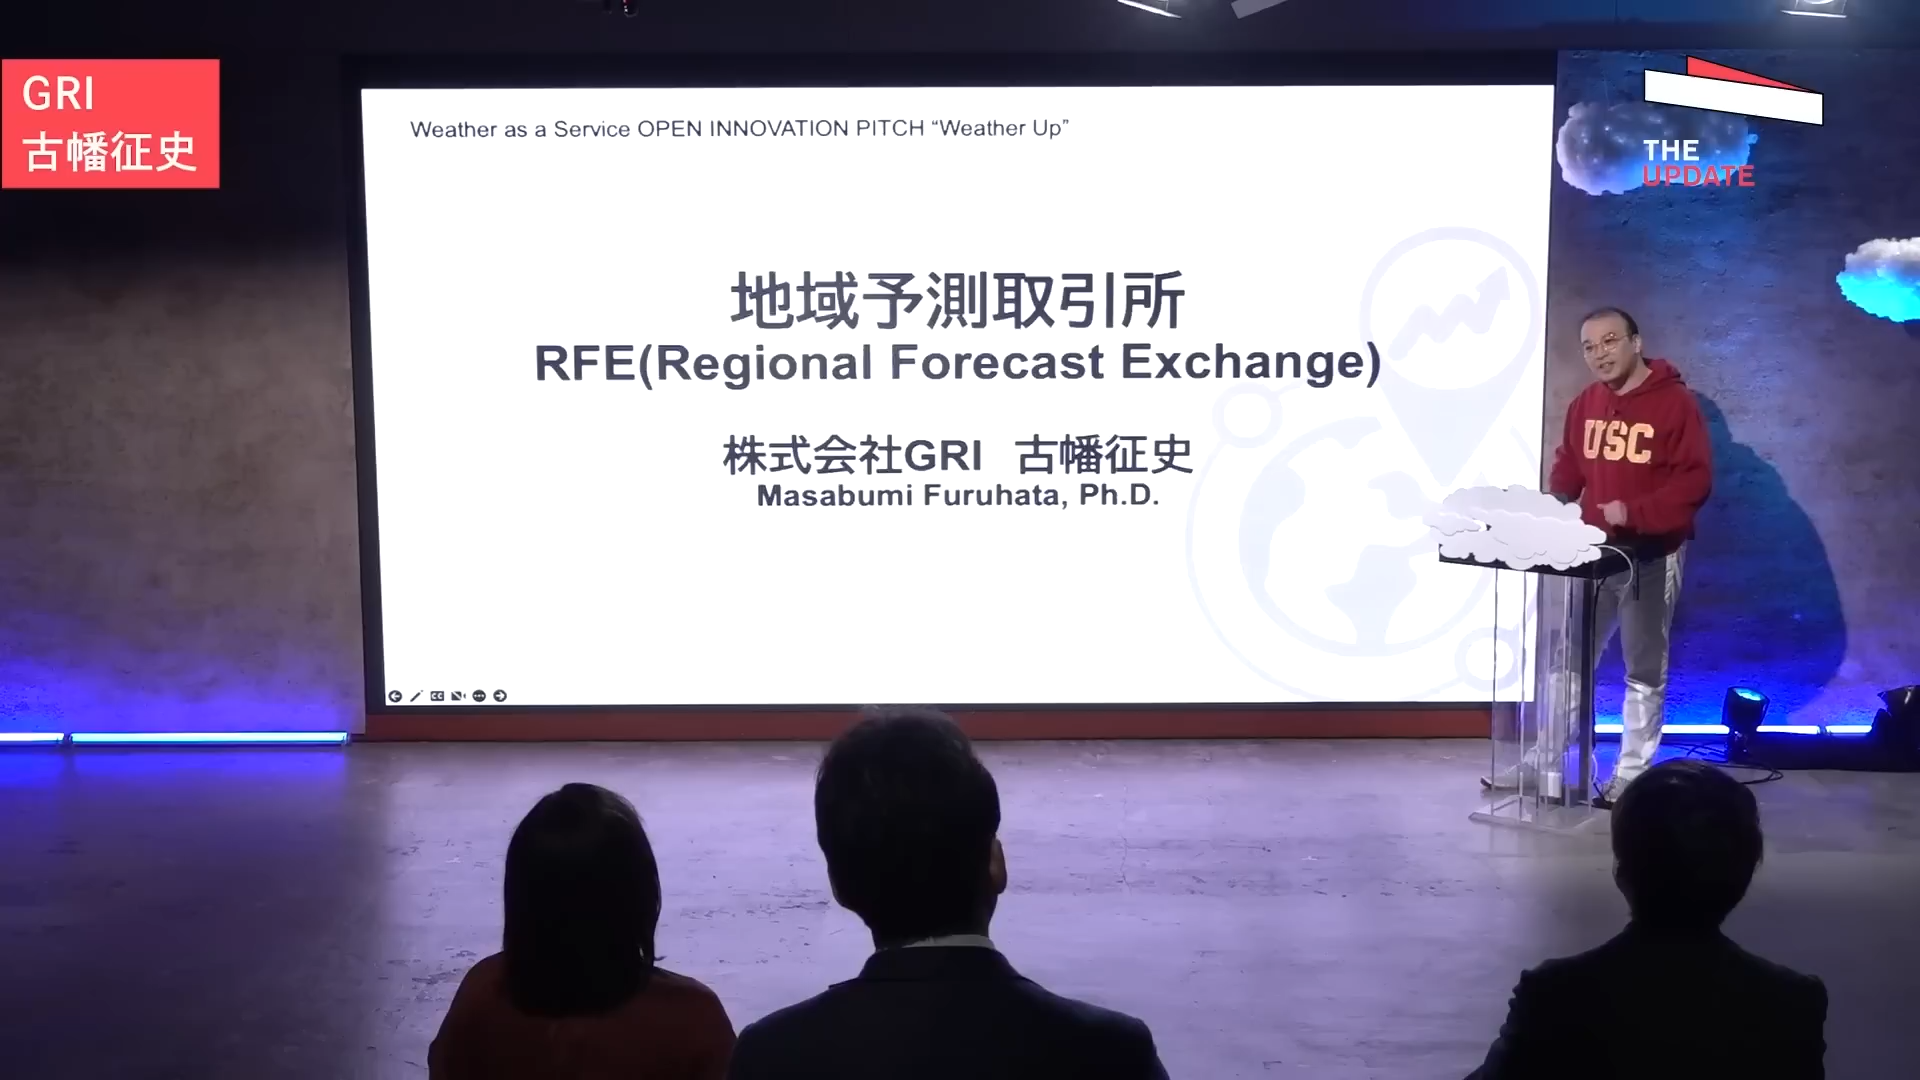 GRI
古幡征史
Weather as a Service OPEN INNOVATION PITCH “Weather Up”
地域予測取引所
RFE(Regional Forecast Exchange)
株式会社GRI 古幡征史
Masabumi Furuhata, Ph.D.
THE
UPDATE
USC
CC